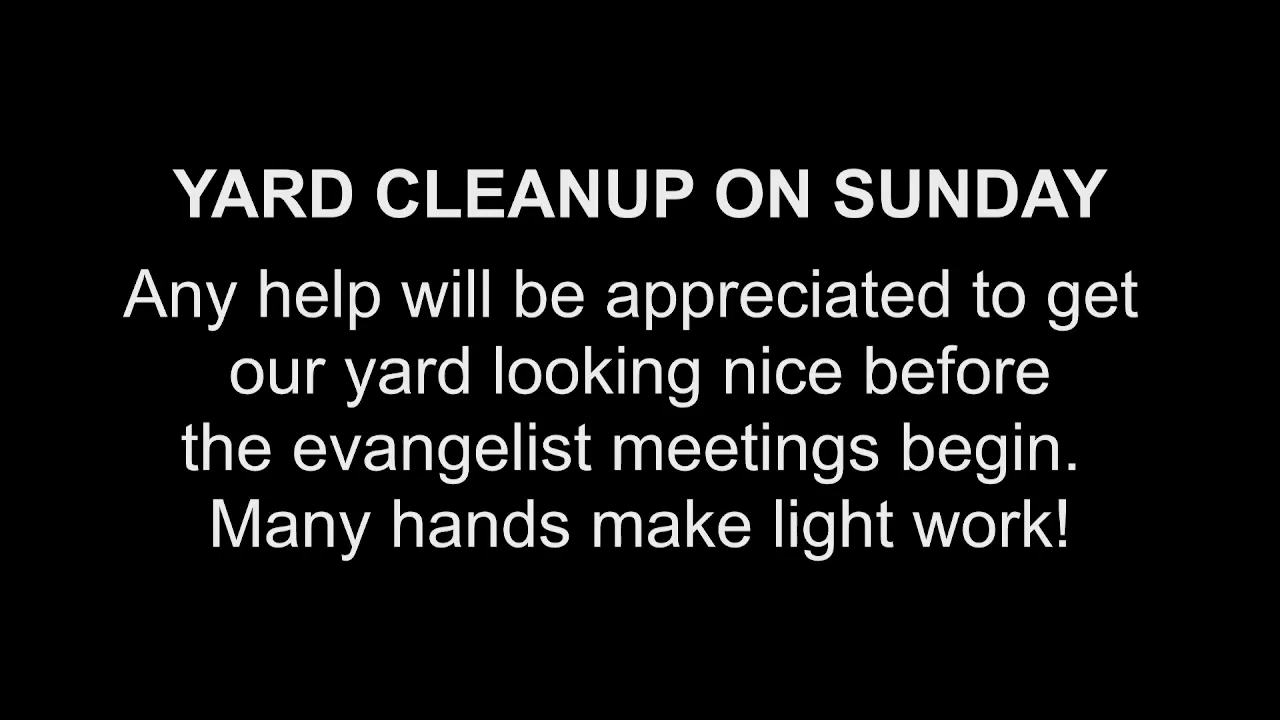 YARD CLEANUP ON SUNDAY
Any help will be appreciated to get
our yard looking nice before
the evangelist meetings begin.
Many hands make light work!